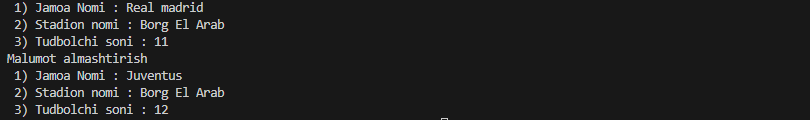 1) Jamoa Nomi : Real madrid
2) Stadion nomi : Borg El Arab
3) Tudbolchi soni : 11
Malumot almashtirish
1) Jamoa Nomi : Juventus
2) Stadion nomi : Borg El Arab
3) Tudbolchi soni : 12